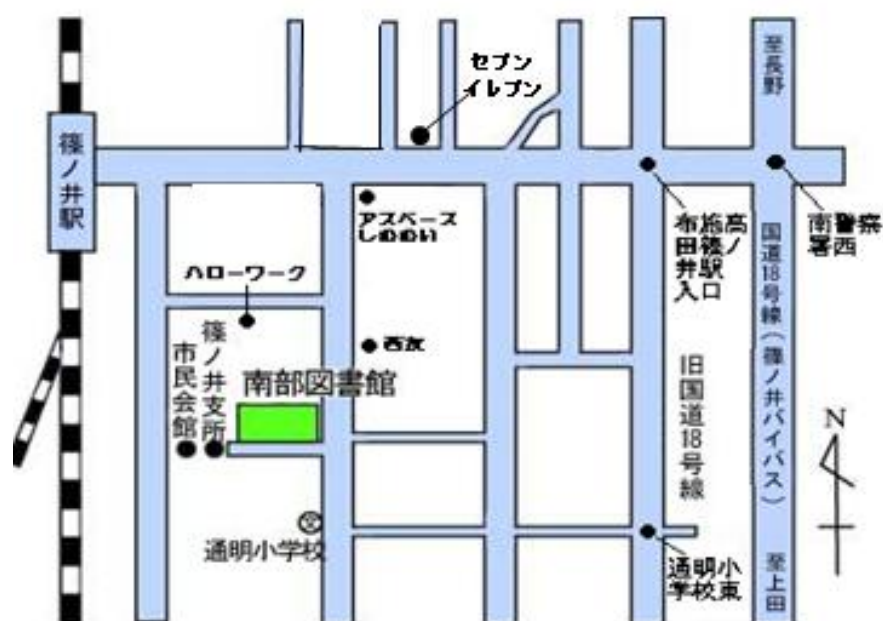 セブン
イレブン
至長野
篠ノ井駅
アスペース
しののい
布施高
田篠ノ
井駅
入口
南警察
署西
ハローワーク
国道18号線(篠ノ井バイパス)
西友
篠ノ井支所
市民会館
南部図書館
旧国道18号線
N
文
通明小学校
通明小
学校東
至上田